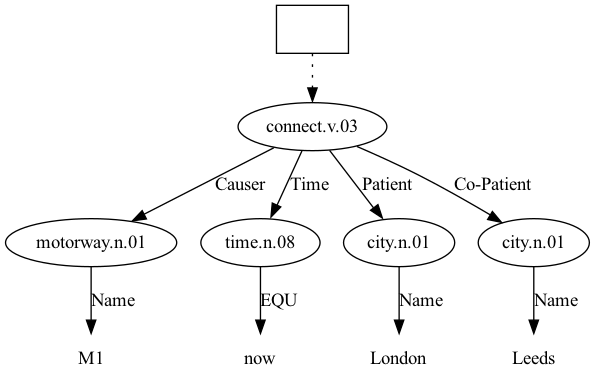 connect.v.03
Causer Time Patient Co-Patient
motorway.n.01 time.n.08 city.n.01 city.n.01
Name EQU Name Name
M1 now London Leeds